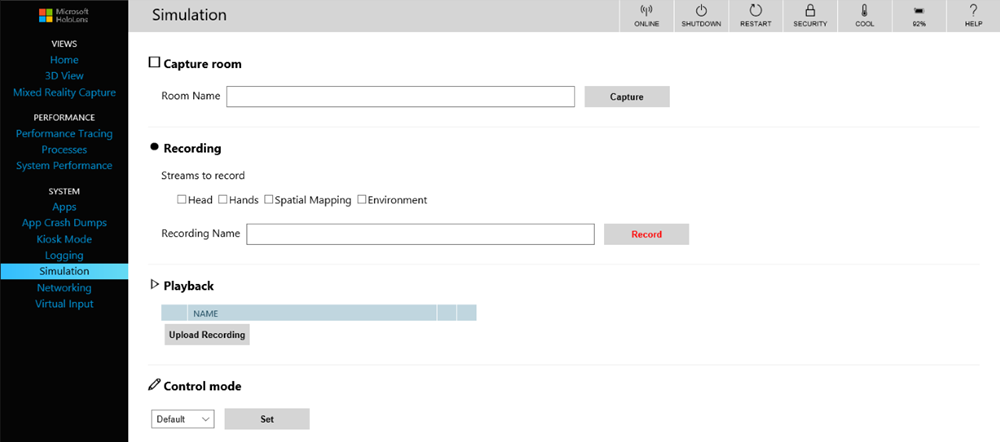 Microsoft
HoloLens
VIEWS
Home
3D View
Mixed Reality Capture
PERFORMANCE
Performance Tracing
Processes
System Performance
SYSTEM
Apps
App Crash Dumps
Kiosk Mode
Logging
Simulation
Networking
Virtual Input
Simulation
ONLINE
SHUTDOWN
RESTART
SECURITY
COOL
92%
HELP
Capture room
Room Name
Capture
Recording
Streams to record
Head Hands Spatial Mapping Environment
Recording Name
Record
Playback
NAME
Upload Recording
Control mode
Default
Set